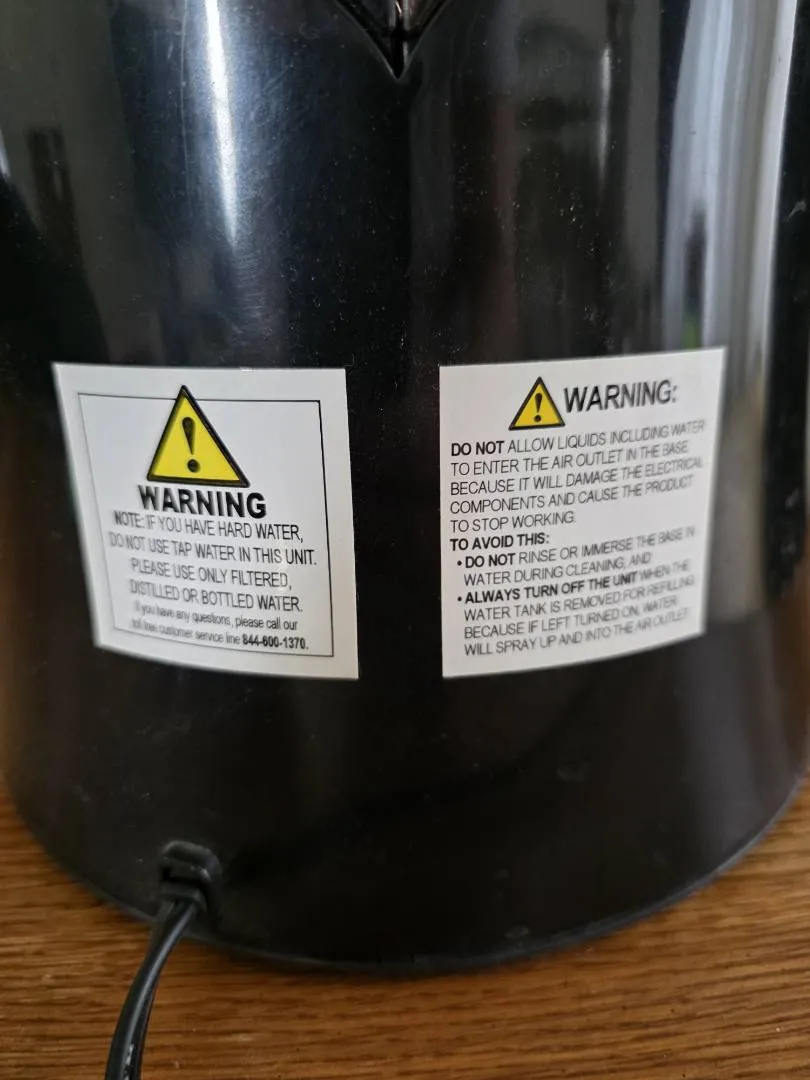 WARNING
NOTE: IF YOU HAVE HARD WATER,
DO NOT USE TAP WATER IN THIS UNIT.
PLEASE USE ONLY FILTERED,
DISTILLED OR BOTTLED WATER.
If you have any questions, please call our
toll free customer service line 844-600-1370.
WARNING:
DO NOT ALLOW LIQUIDS INCLUDING WATER
TO ENTER THE AIR OUTLET IN THE BASE
BECAUSE IT WILL DAMAGE THE ELECTRICAL
COMPONENTS AND CAUSE THE PRODUCT
TO STOP WORKING.
TO AVOID THIS:
• DO NOT RINSE OR IMMERSE THE BASE IN
WATER DURING CLEANING, AND
• ALWAYS TURN OFF THE UNIT WHEN THE
WATER TANK IS REMOVED FOR REFILLING
BECAUSE IF LEFT TURNED ON, WATER
WILL SPRAY UP AND INTO THE AIR OUTLET